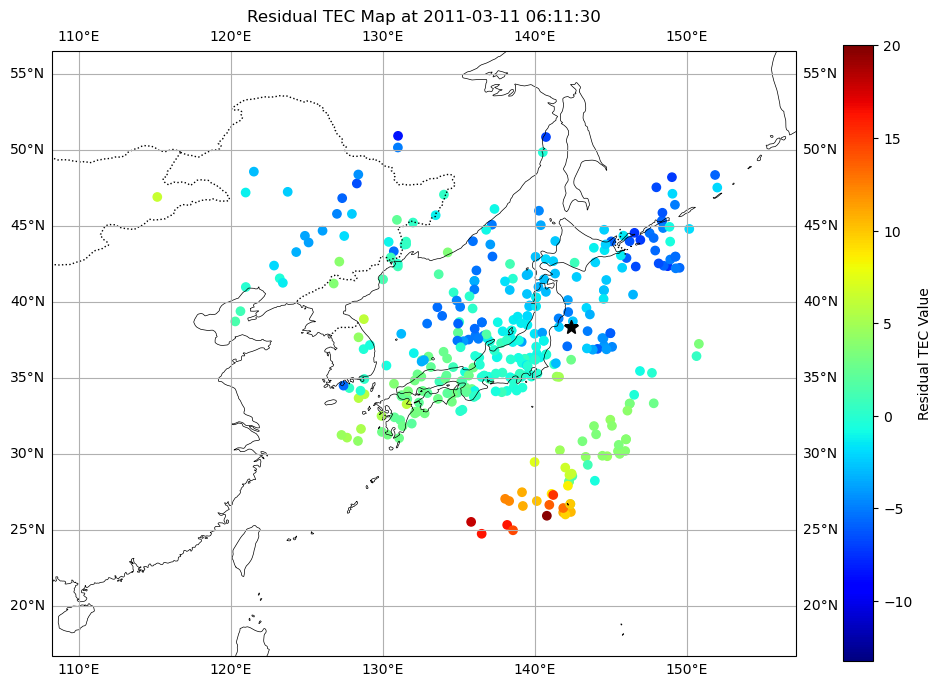 Residual TEC Map at 2011-03-11 06:11:30
110°E 120°E 130°E 140°E 150°E
20
55°N 55°N
15
50°N 50°N
45°N 45°N
10
40°N 40°N
5
35°N 35°N
0
30°N 30°N
-5
25°N 25°N
-10
20°N 20°N
110°E 120°E 130°E 140°E 150°E
Residual TEC Value